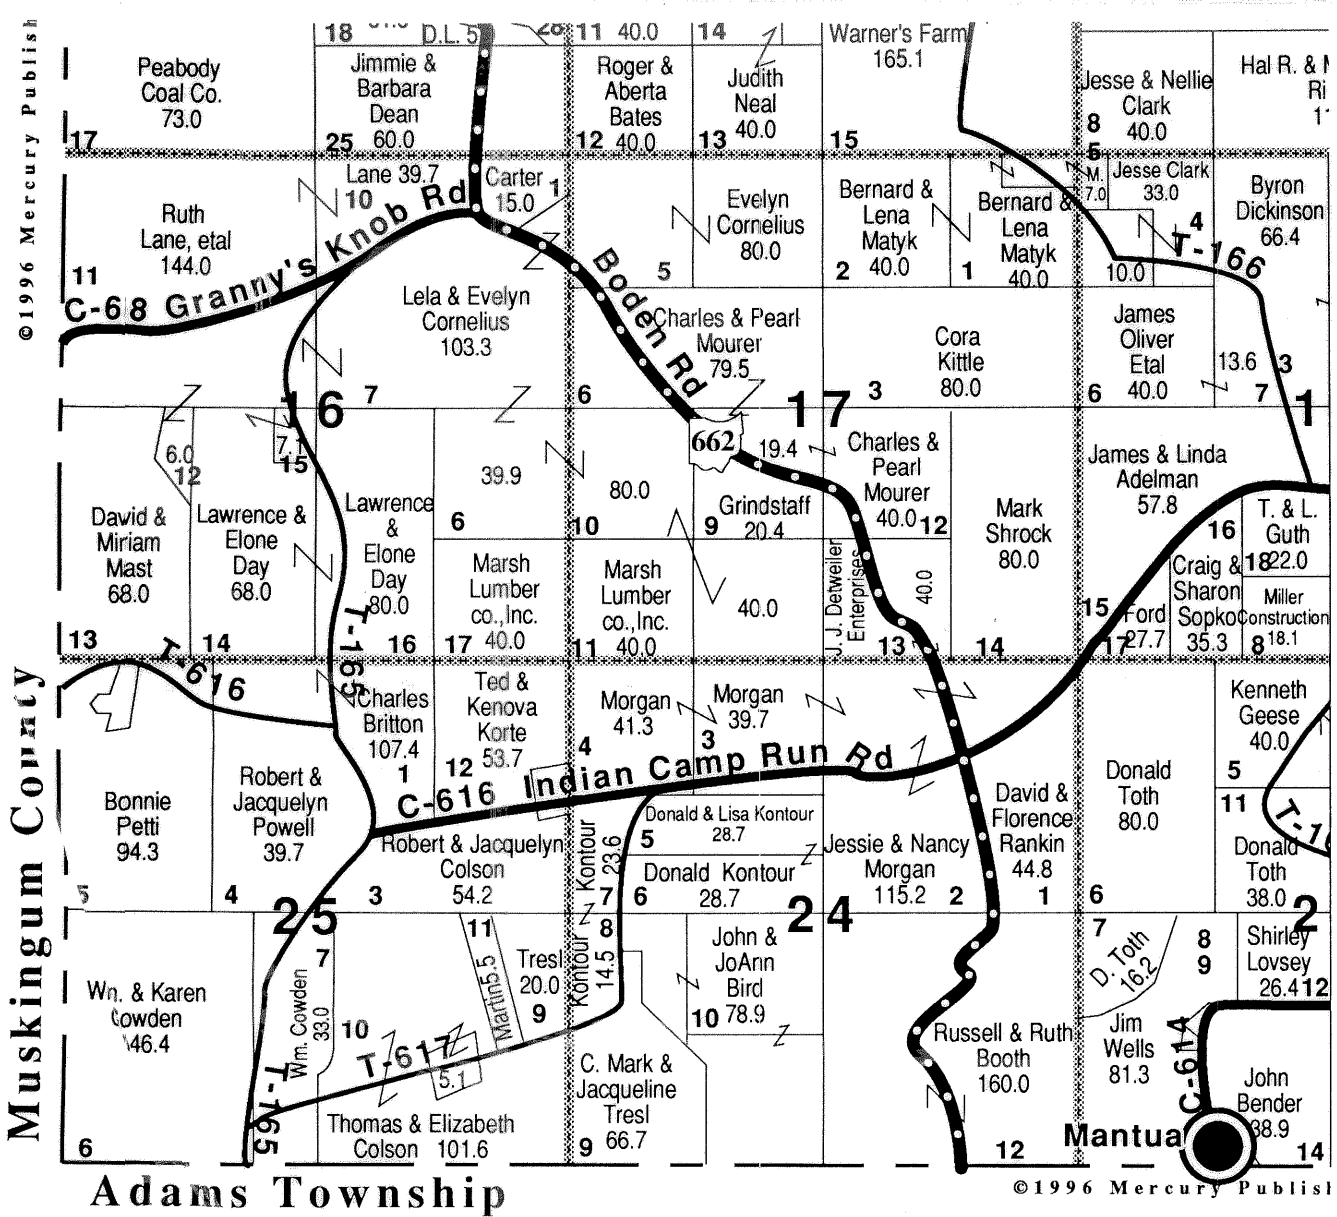 ©1996 Mercury Publish
18
D.L. 5
28
11 40.0
14
Warner's Farm
165.1
Peabody
Coal Co.
73.0
17
Jimmie &
Barbara
Dean
60.0
25
Roger &
Aberta
Bates
40.0
12
Judith
Neal
40.0
13
15
Jesse & Nellie
Clark
40.0
8
Hal R. &
Ri
11
Ruth
Lane, etal
144.0
11
Lane 39.7
10
Carter
15.0
1
Evelyn
Cornelius
80.0
5
Bernard &
Lena
Matyk
40.0
2
Bernard &
Lena
Matyk
40.0
1
5
M.
7.0
Jesse Clark
33.0
4
10.0
T-166
Byron
Dickinson
66.4
C-68 Granny's Knob Rd
Boden Rd
Lela & Evelyn
Cornelius
103.3
7
Charles & Pearl
Mourer
79.5
6
Cora
Kittle
80.0
3
James
Oliver
Etal
40.0
6
13.6
3
7
16
17
1
662
David &
Miriam
Mast
68.0
13
6.0
12
Lawrence &
Elone
Day
68.0
14
7.1
15
Lawrence
&
Elone
Day
80.0
16
39.9
6
80.0
10
19.4
Grindstaff
20.4
9
Charles &
Pearl
Mourer
40.0
12
Mark
Shrock
80.0
14
James & Linda
Adelman
57.8
16
T. & L.
Guth
22.0
18
Marsh
Lumber
co.,Inc.
40.0
17
Marsh
Lumber
co.,Inc.
40.0
11
40.0
J. J. Detweiler
Enterprises
40.0
13
15
Ford
27.7
17
Craig &
Sharon
Sopko
35.3
Miller
Construction
18.1
8
T-616
T-165
Charles
Britton
107.4
1
Ted &
Kenova
Korte
53.7
12
Morgan
41.3
4
Morgan
39.7
3
C-616 Indian Camp Run Rd
Kenneth
Geese
40.0
5
Bonnie
Petti
94.3
5
Robert &
Jacquelyn
Powell
39.7
4
Robert & Jacquelyn
Colson
54.2
3
Kontour
23.6
7
Donald & Lisa Kontour
28.7
5
Donald Kontour
28.7
6
Jessie & Nancy
Morgan
115.2
2
David &
Florence
Rankin
44.8
1
Donald
Toth
80.0
6
11
Donald
Toth
38.0
25
24
2
Wm. & Karen
Cowden
46.4
6
7
Wm. Cowden
33.0
10
11
Martin 5.5
Tresl
20.0
9
8
Kontour
14.5
John &
JoAnn
Bird
78.9
10
7
D. Toth
16.2
8
9
Shirley
Lovsey
26.4
12
T-617
5.1
T-165
Thomas & Elizabeth
Colson 101.6
C. Mark &
Jacqueline
Tresl
66.7
9
Russell & Ruth
Booth
160.0
12
Jim
Wells
81.3
C-614
John
Bender
38.9
14
Mantua
Muskingum County
Adams Township
©1996 Mercury Publish